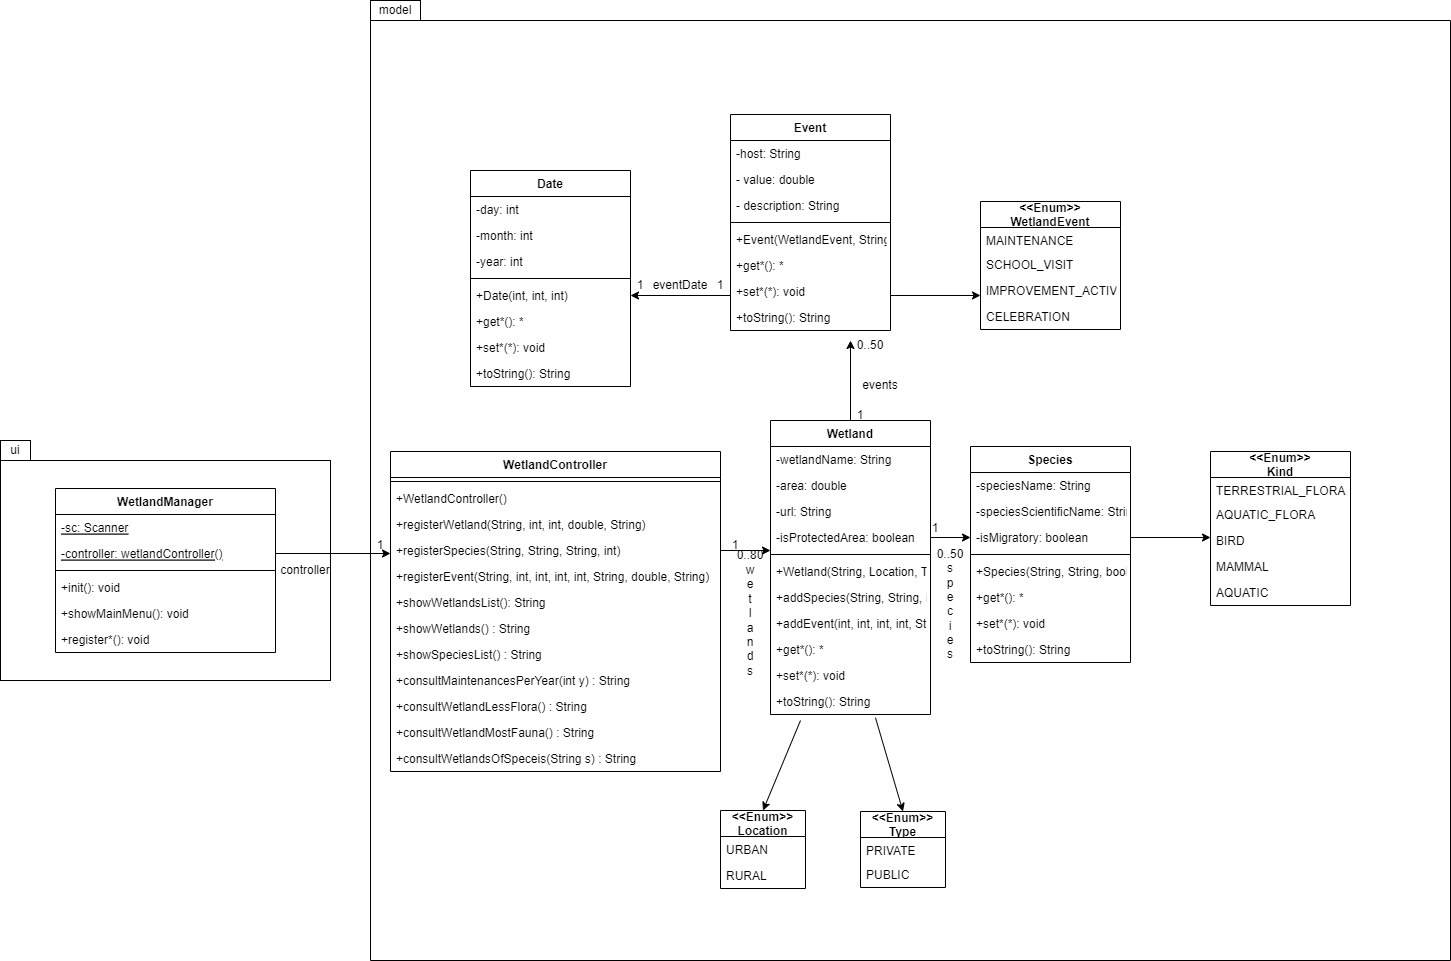 model
Event
-host: String
- value: double
- description: String
+Event(WetlandEvent, String
+get*(): *
+set*(*): void
+toString(): String
Date
-day: int
-month: int
-year: int
+Date(int, int, int)
+get*(): *
+set*(*): void
+toString(): String
1 eventDate 1
<<Enum>>
WetlandEvent
MAINTENANCE
SCHOOL_VISIT
IMPROVEMENT_ACTIV
CELEBRATION
0..50
events
1
ui
WetlandManager
-sc: Scanner
-controller: wetlandController()
+init(): void
+showMainMenu(): void
+register*(): void
1
controller
WetlandController
+WetlandController()
+registerWetland(String, int, int, double, String)
+registerSpecies(String, String, String, int)
+registerEvent(String, int, int, int, int, String, double, String)
+showWetlandsList(): String
+showWetlands() : String
+showSpeciesList() : String
+consultMaintenancesPerYear(int y) : String
+consultWetlandLessFlora() : String
+consultWetlandMostFauna() : String
+consultWetlandsOfSpeceis(String s) : String
1
0..80
wetlands
Wetland
-wetlandName: String
-area: double
-url: String
-isProtectedArea: boolean
+Wetland(String, Location, T
+addSpecies(String, String,
+addEvent(int, int, int, int, St
+get*(): *
+set*(*): void
+toString(): String
1
0..50
species
Species
-speciesName: String
-speciesScientificName: Stri
-isMigratory: boolean
+Species(String, String, boo
+get*(): *
+set*(*): void
+toString(): String
<<Enum>>
Kind
TERRESTRIAL_FLORA
AQUATIC_FLORA
BIRD
MAMMAL
AQUATIC
<<Enum>>
Location
URBAN
RURAL
<<Enum>>
Type
PRIVATE
PUBLIC